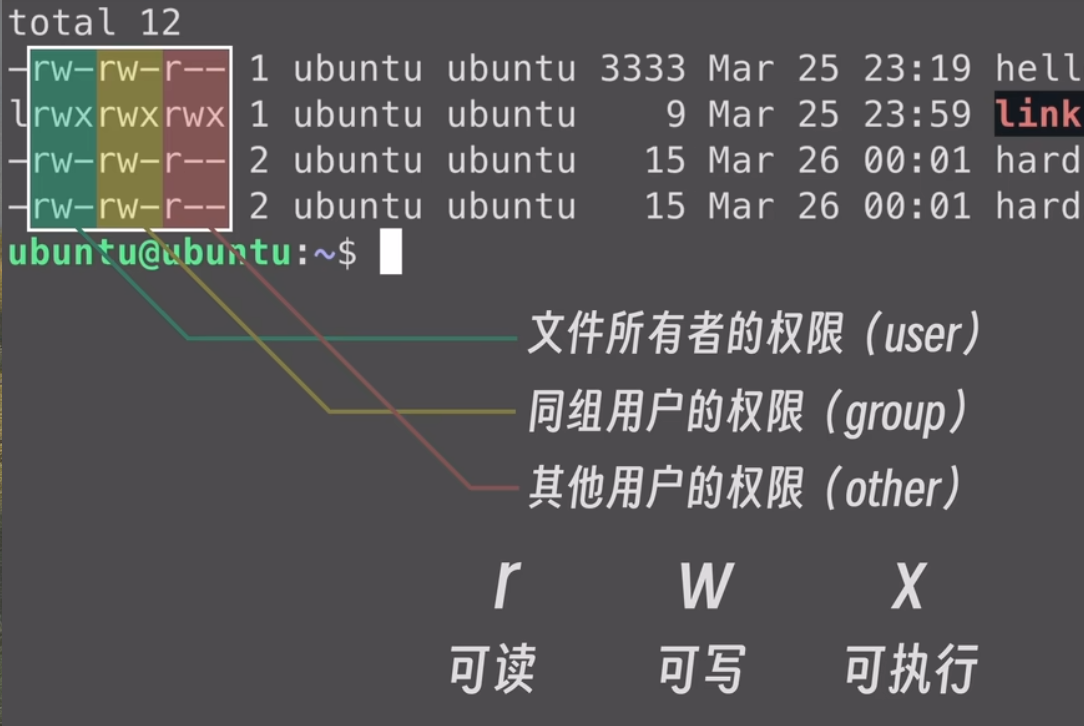 total 12
-rw-rw-r-- 1 ubuntu ubuntu 3333 Mar 25 23:19 hell
lrwxrwxrwx 1 ubuntu ubuntu 9 Mar 25 23:59 link
-rw-rw-r-- 2 ubuntu ubuntu 15 Mar 26 00:01 hard
-rw-rw-r-- 2 ubuntu ubuntu 15 Mar 26 00:01 hard
ubuntu@ubuntu:~$
文件所有者的权限（user）
同组用户的权限（group）
其他用户的权限（other）
r w x
可读 可写 可执行